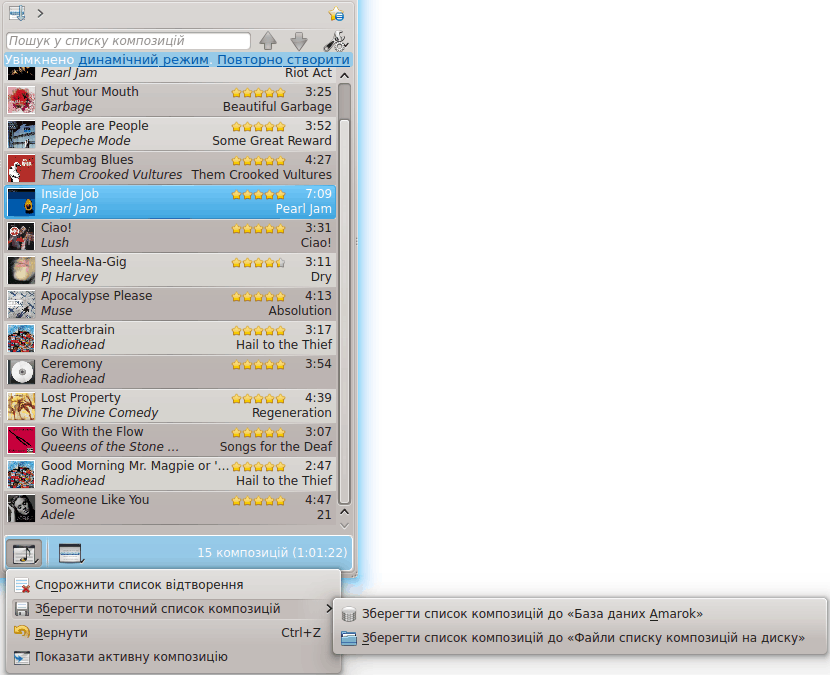 Пошук у списку композицій
Увімкнено динамічний режим. Повторно створити
Pearl Jam Riot Act
Shut Your Mouth 3:25
Garbage Beautiful Garbage
People are People 3:52
Depeche Mode Some Great Reward
Scumbag Blues 4:27
Them Crooked Vultures Them Crooked Vultures
Inside Job 7:09
Pearl Jam Pearl Jam
Ciao! 3:31
Lush Ciao!
Sheela-Na-Gig 3:11
PJ Harvey Dry
Apocalypse Please 4:13
Muse Absolution
Scatterbrain 3:17
Radiohead Hail to the Thief
Ceremony 3:54
Radiohead
Lost Property 4:39
The Divine Comedy Regeneration
Go With the Flow 3:07
Queens of the Stone ... Songs for the Deaf
Good Morning Mr. Magpie or '... 2:47
Radiohead Hail to the Thief
Someone Like You 4:47
Adele 21
15 композицій (1:01:22)
Спорожнити список відтворення
Зберегти поточний список композицій
Вернути Ctrl+Z
Показати активну композицію
Зберегти список композицій до «База даних Amarok»
Зберегти список композицій до «Файли списку композицій на диску»